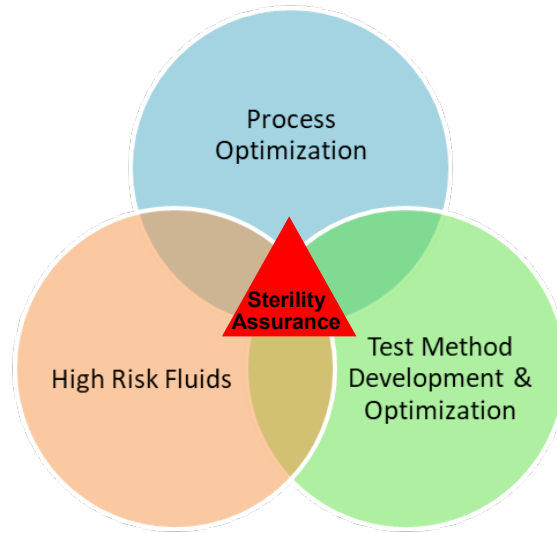 Process
Optimization
Sterility
Assurance
High Risk Fluids
Test Method
Development &
Optimization